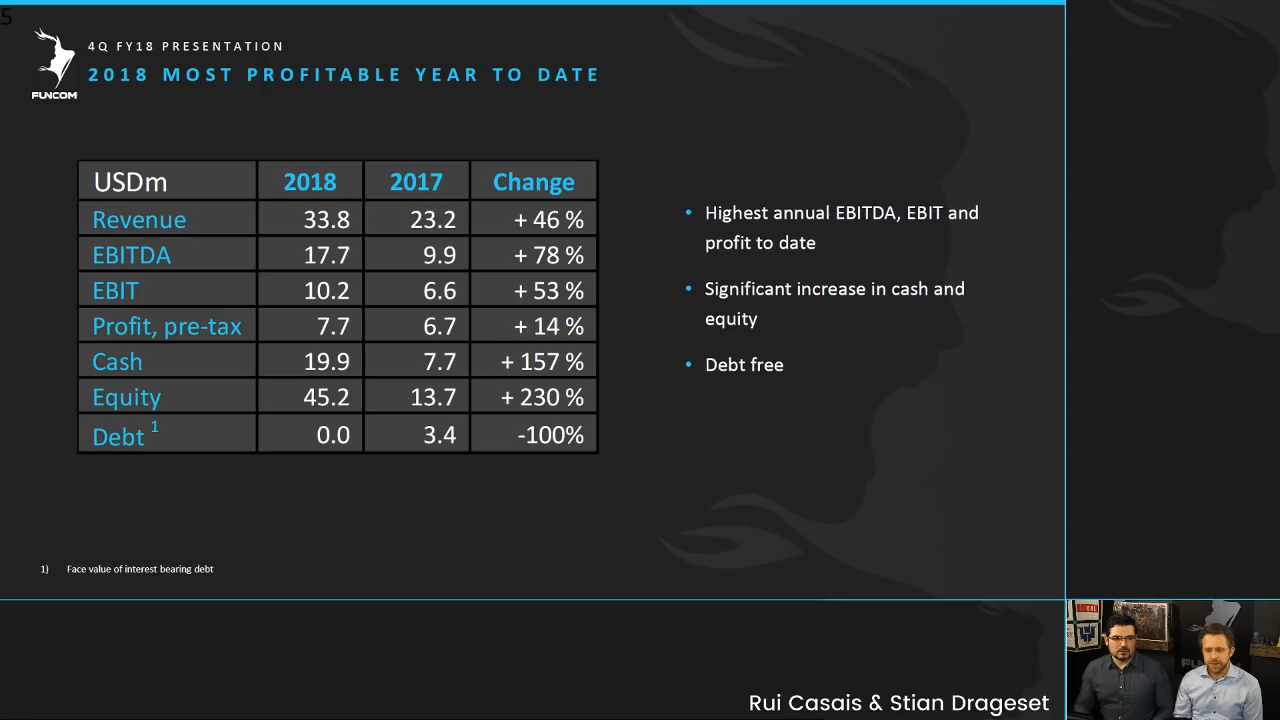 5
4Q FY18 PRESENTATION
2018 MOST PROFITABLE YEAR TO DATE
FUNCOM
USDm 2018 2017 Change
Revenue 33.8 23.2 + 46 %
EBITDA 17.7 9.9 + 78 %
EBIT 10.2 6.6 + 53 %
Profit, pre-tax 7.7 6.7 + 14 %
Cash 19.9 7.7 + 157 %
Equity 45.2 13.7 + 230 %
Debt 1 0.0 3.4 -100%
• Highest annual EBITDA, EBIT and
profit to date
• Significant increase in cash and
equity
• Debt free
1) Face value of interest bearing debt
Rui Casais & Stian Drageset